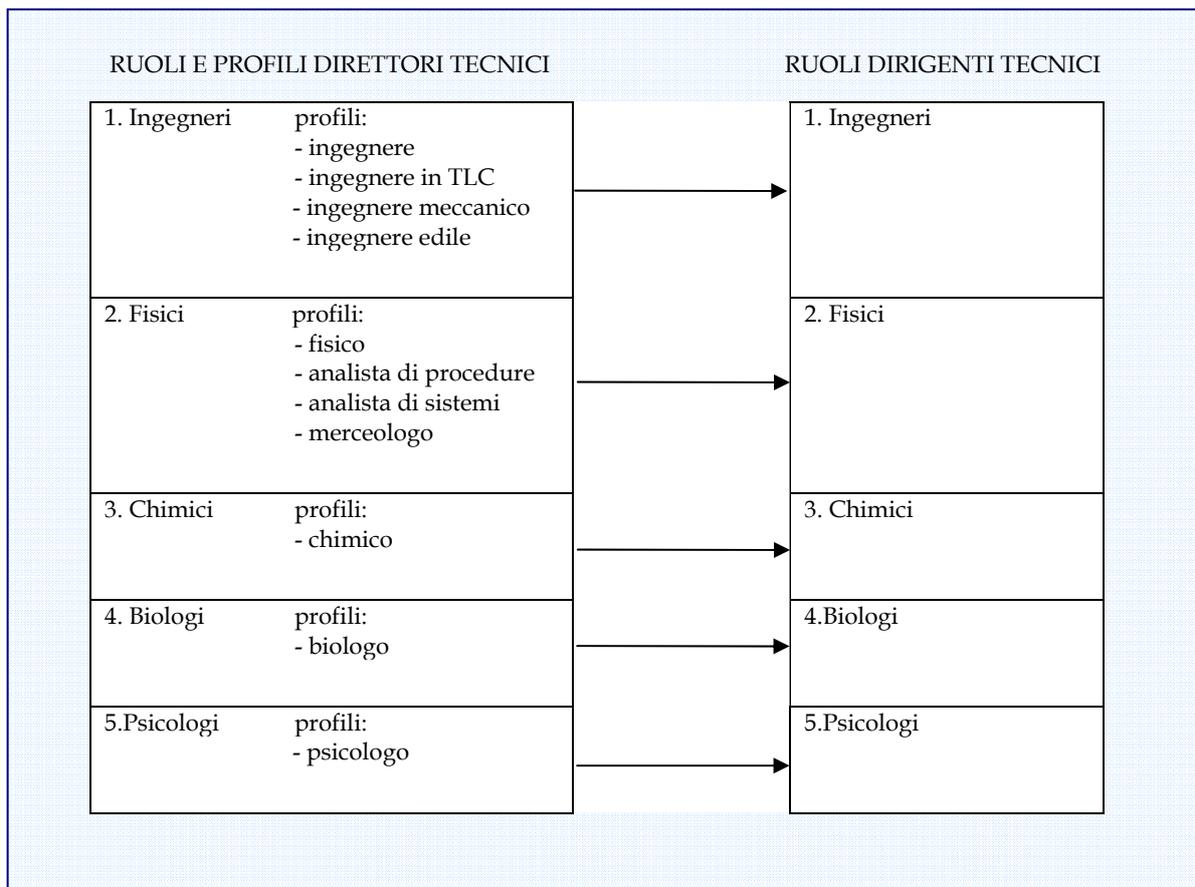 RUOLI E PROFILI DIRETTORI TECNICI
RUOLI DIRIGENTI TECNICI
1. Ingegneri profili:
- ingegnere
- ingegnere in TLC
- ingegnere meccanico
- ingegnere edile
1. Ingegneri
2. Fisici profili:
- fisico
- analista di procedure
- analista di sistemi
- merceologo
2. Fisici
3. Chimici profili:
- chimico
3. Chimici
4. Biologi profili:
- biologo
4.Biologi
5.Psicologi profili:
- psicologo
5.Psicologi